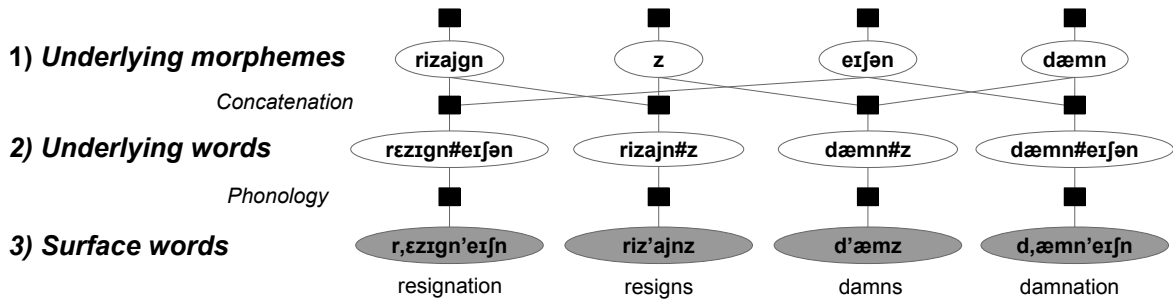 1) Underlying morphemes rizajgn z eɪʃən dæmn
Concatenation
2) Underlying words rɛzɪgn#eɪʃən rizajn#z dæmn#z dæmn#eɪʃən
Phonology
3) Surface words r,ɛzɪgn'eɪʃn riz'ajnz d'æmz d,æmn'eɪʃn
resignation resigns damns damnation